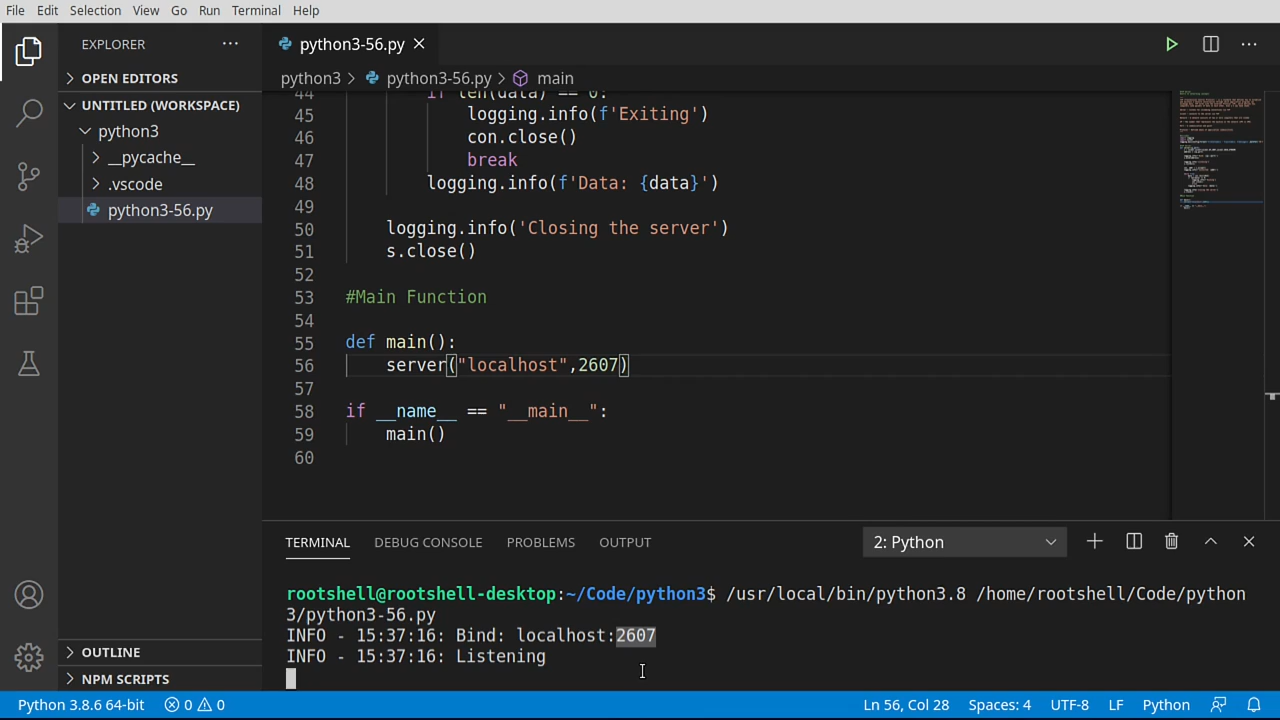 File Edit Selection View Go Run Terminal Help
EXPLORER
OPEN EDITORS
UNTITLED (WORKSPACE)
python3
__pycache__
.vscode
python3-56.py
OUTLINE
NPM SCRIPTS
python3-56.py
python3 > python3-56.py > main
44 if len(data) == 0:
45 logging.info(f'Exiting')
46 con.close()
47 break
48 logging.info(f'Data: {data}')
49
50 logging.info('Closing the server')
51 s.close()
52
53 #Main Function
54
55 def main():
56 server("localhost",2607)
57
58 if __name__ == "__main__":
59 main()
60
TERMINAL DEBUG CONSOLE PROBLEMS OUTPUT 2: Python
rootshell@rootshell-desktop:~/Code/python3$ /usr/local/bin/python3.8 /home/rootshell/Code/python
3/python3-56.py
INFO - 15:37:16: Bind: localhost:2607
INFO - 15:37:16: Listening
Python 3.8.6 64-bit 0 0 Ln 56, Col 28 Spaces: 4 UTF-8 LF Python